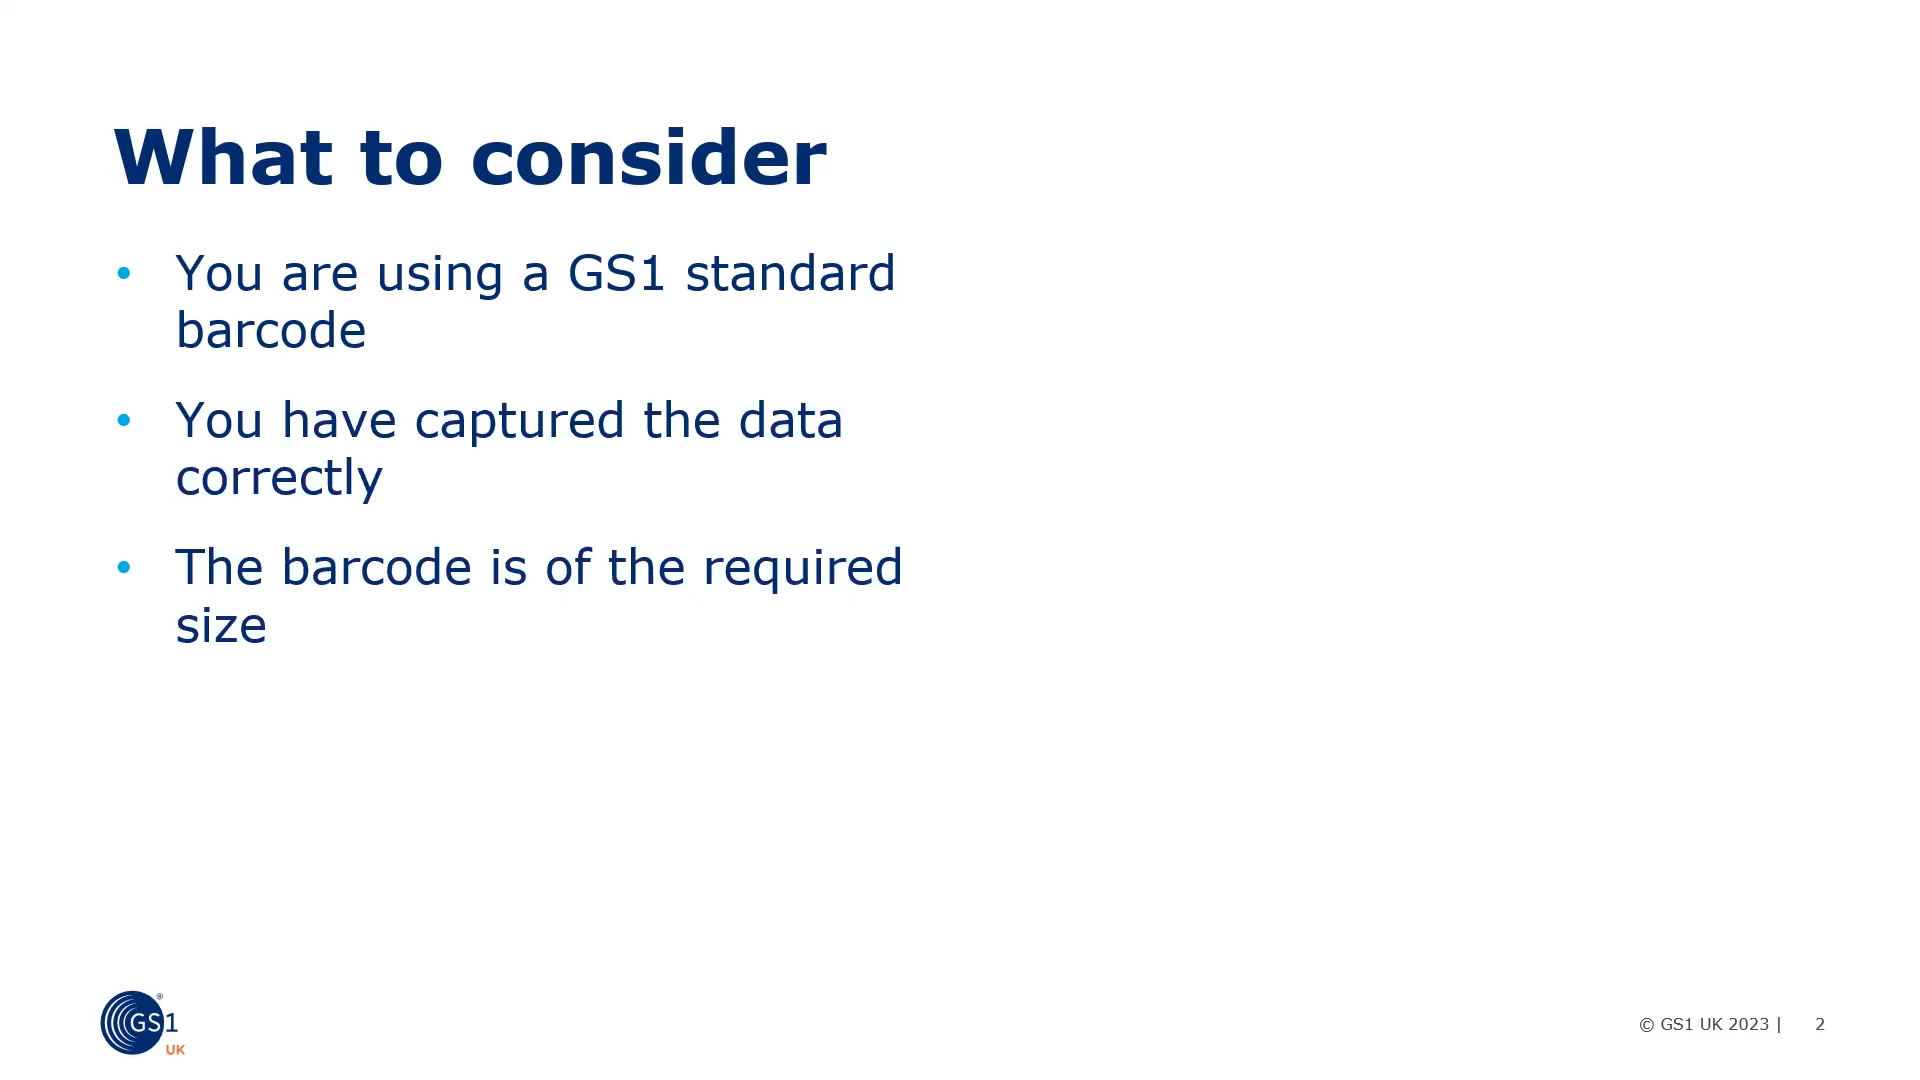 What to consider
• You are using a GS1 standard
barcode
• You have captured the data
correctly
• The barcode is of the required
size
GS1
®
UK
© GS1 UK 2023 | 2